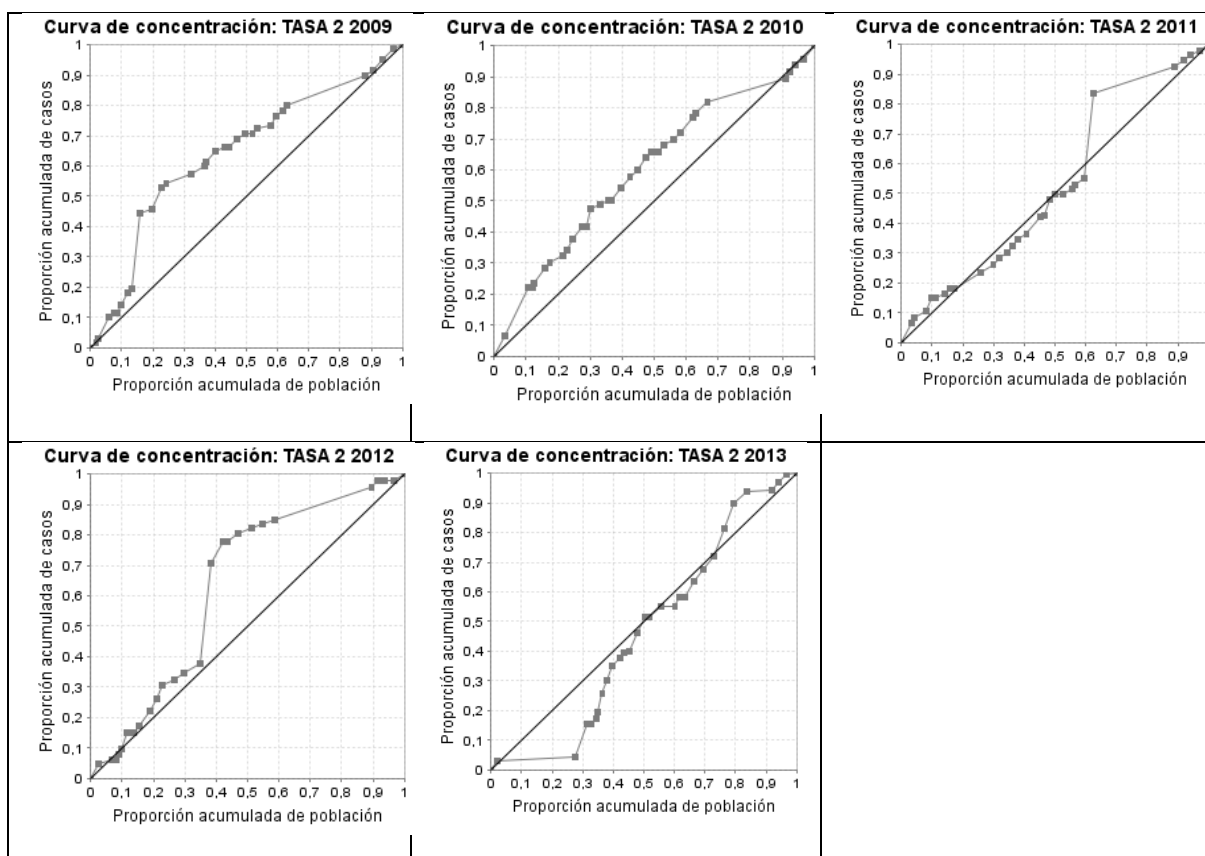 Curva de concentración: TASA 2 2009
Proporción acumulada de casos
1
0,9
0,8
0,7
0,6
0,5
0,4
0,3
0,2
0,1
0
0 0,1 0,2 0,3 0,4 0,5 0,6 0,7 0,8 0,9 1
Proporción acumulada de población
Curva de concentración: TASA 2 2010
Proporción acumulada de casos
1
0,9
0,8
0,7
0,6
0,5
0,4
0,3
0,2
0,1
0
0 0,1 0,2 0,3 0,4 0,5 0,6 0,7 0,8 0,9 1
Proporción acumulada de población
Curva de concentración: TASA 2 2011
Proporción acumulada de casos
1
0,9
0,8
0,7
0,6
0,5
0,4
0,3
0,2
0,1
0
0 0,1 0,2 0,3 0,4 0,5 0,6 0,7 0,8 0,9
Proporción acumulada de población
Curva de concentración: TASA 2 2012
Proporción acumulada de casos
1
0,9
0,8
0,7
0,6
0,5
0,4
0,3
0,2
0,1
0
0 0,1 0,2 0,3 0,4 0,5 0,6 0,7 0,8 0,9 1
Proporción acumulada de población
Curva de concentración: TASA 2 2013
Proporción acumulada de casos
1
0,9
0,8
0,7
0,6
0,5
0,4
0,3
0,2
0,1
0
0 0,1 0,2 0,3 0,4 0,5 0,6 0,7 0,8 0,9 1
Proporción acumulada de población